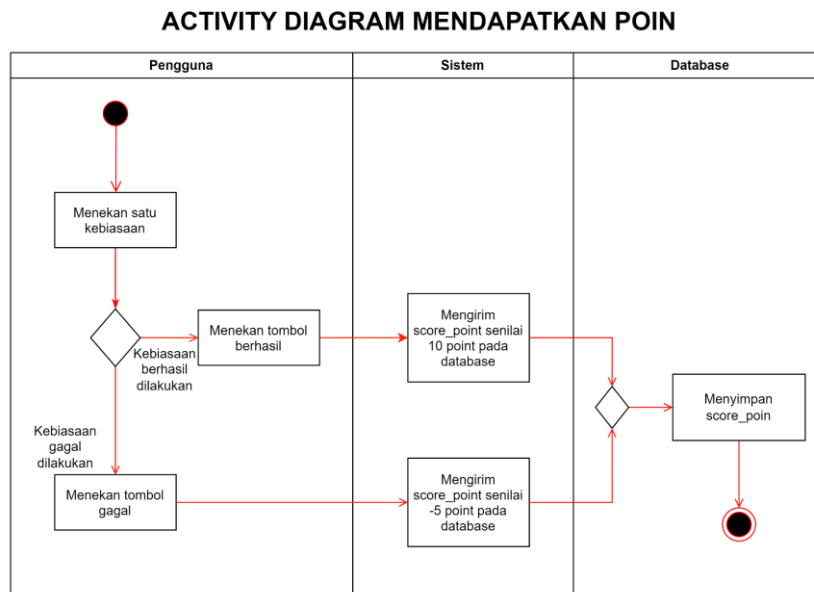 ACTIVITY DIAGRAM MENDAPATKAN POIN
Pengguna
Sistem
Database
Menekan satu
kebiasaan
Menekan tombol
berhasil
Kebiasaan
berhasil
dilakukan
Mengirim
score_point senilai
10 point pada
database
Menyimpan
score_poin
Kebiasaan
gagal
dilakukan
Menekan tombol
gagal
Mengirim
score_point senilai
-5 point pada
database